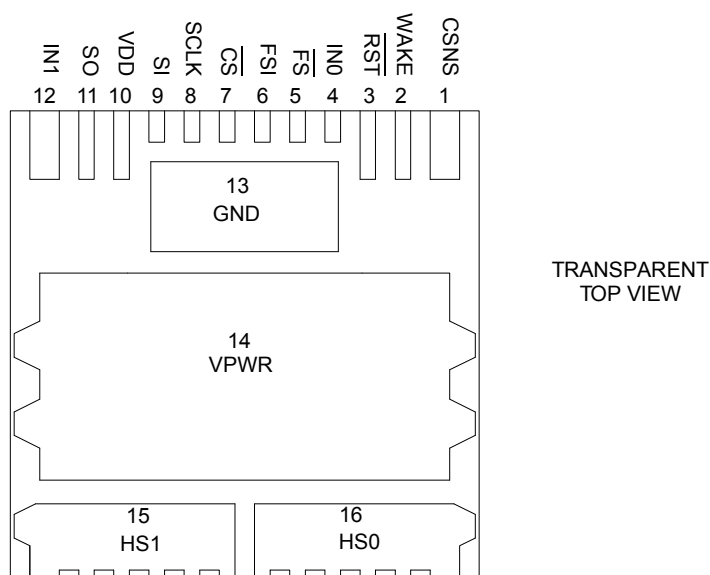 IN1
SO
VDD
SI
SCLK
CS
FSI
FS
IN0
RST
WAKE
CSNS
12 11 10 9 8 7 6 5 4 3 2 1
13
GND
TRANSPARENT
TOP VIEW
14
VPWR
15
HS1
16
HS0